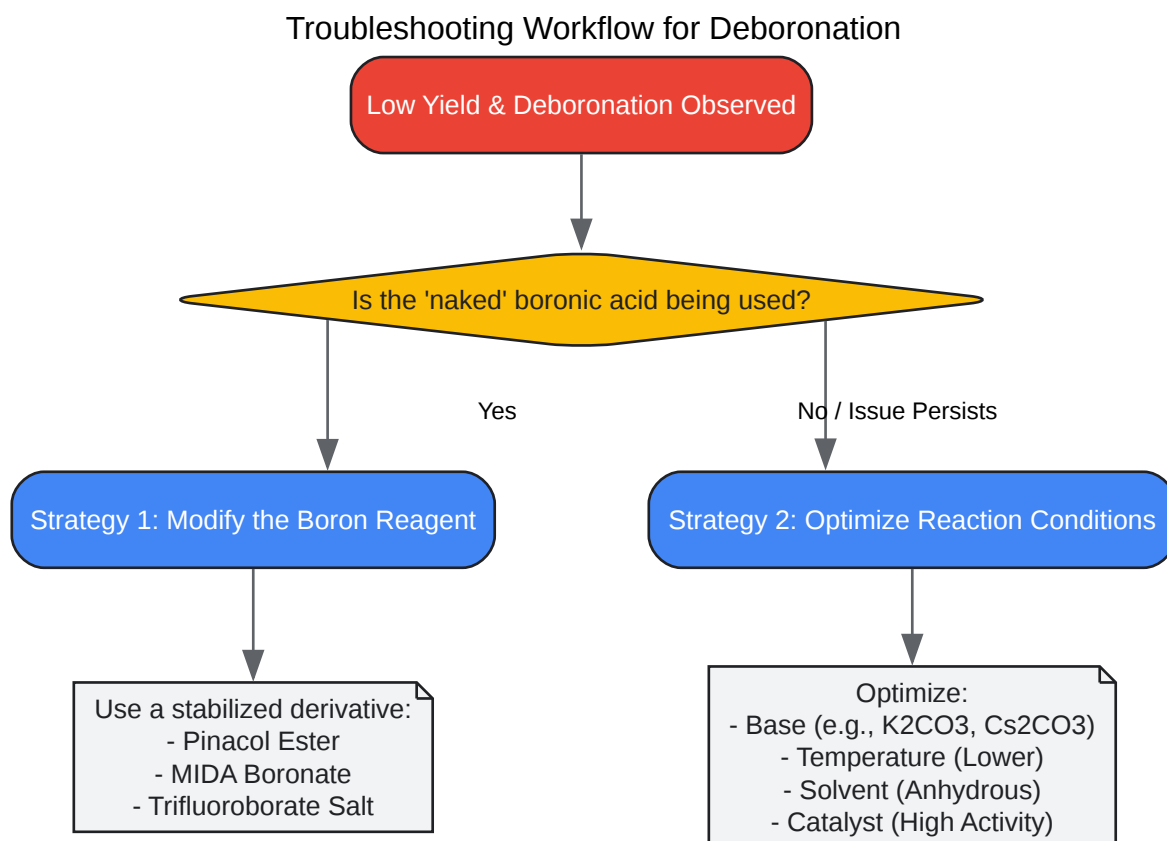 Troubleshooting Workflow for Deboronation
Low Yield & Deboronation Observed
Is the 'naked' boronic acid being used?
Yes
No / Issue Persists
Strategy 1: Modify the Boron Reagent
Strategy 2: Optimize Reaction Conditions
Use a stabilized derivative:
- Pinacol Ester
- MIDA Boronate
- Trifluoroborate Salt
Optimize:
- Base (e.g., K2CO3, Cs2CO3)
- Temperature (Lower)
- Solvent (Anhydrous)
- Catalyst (High Activity)